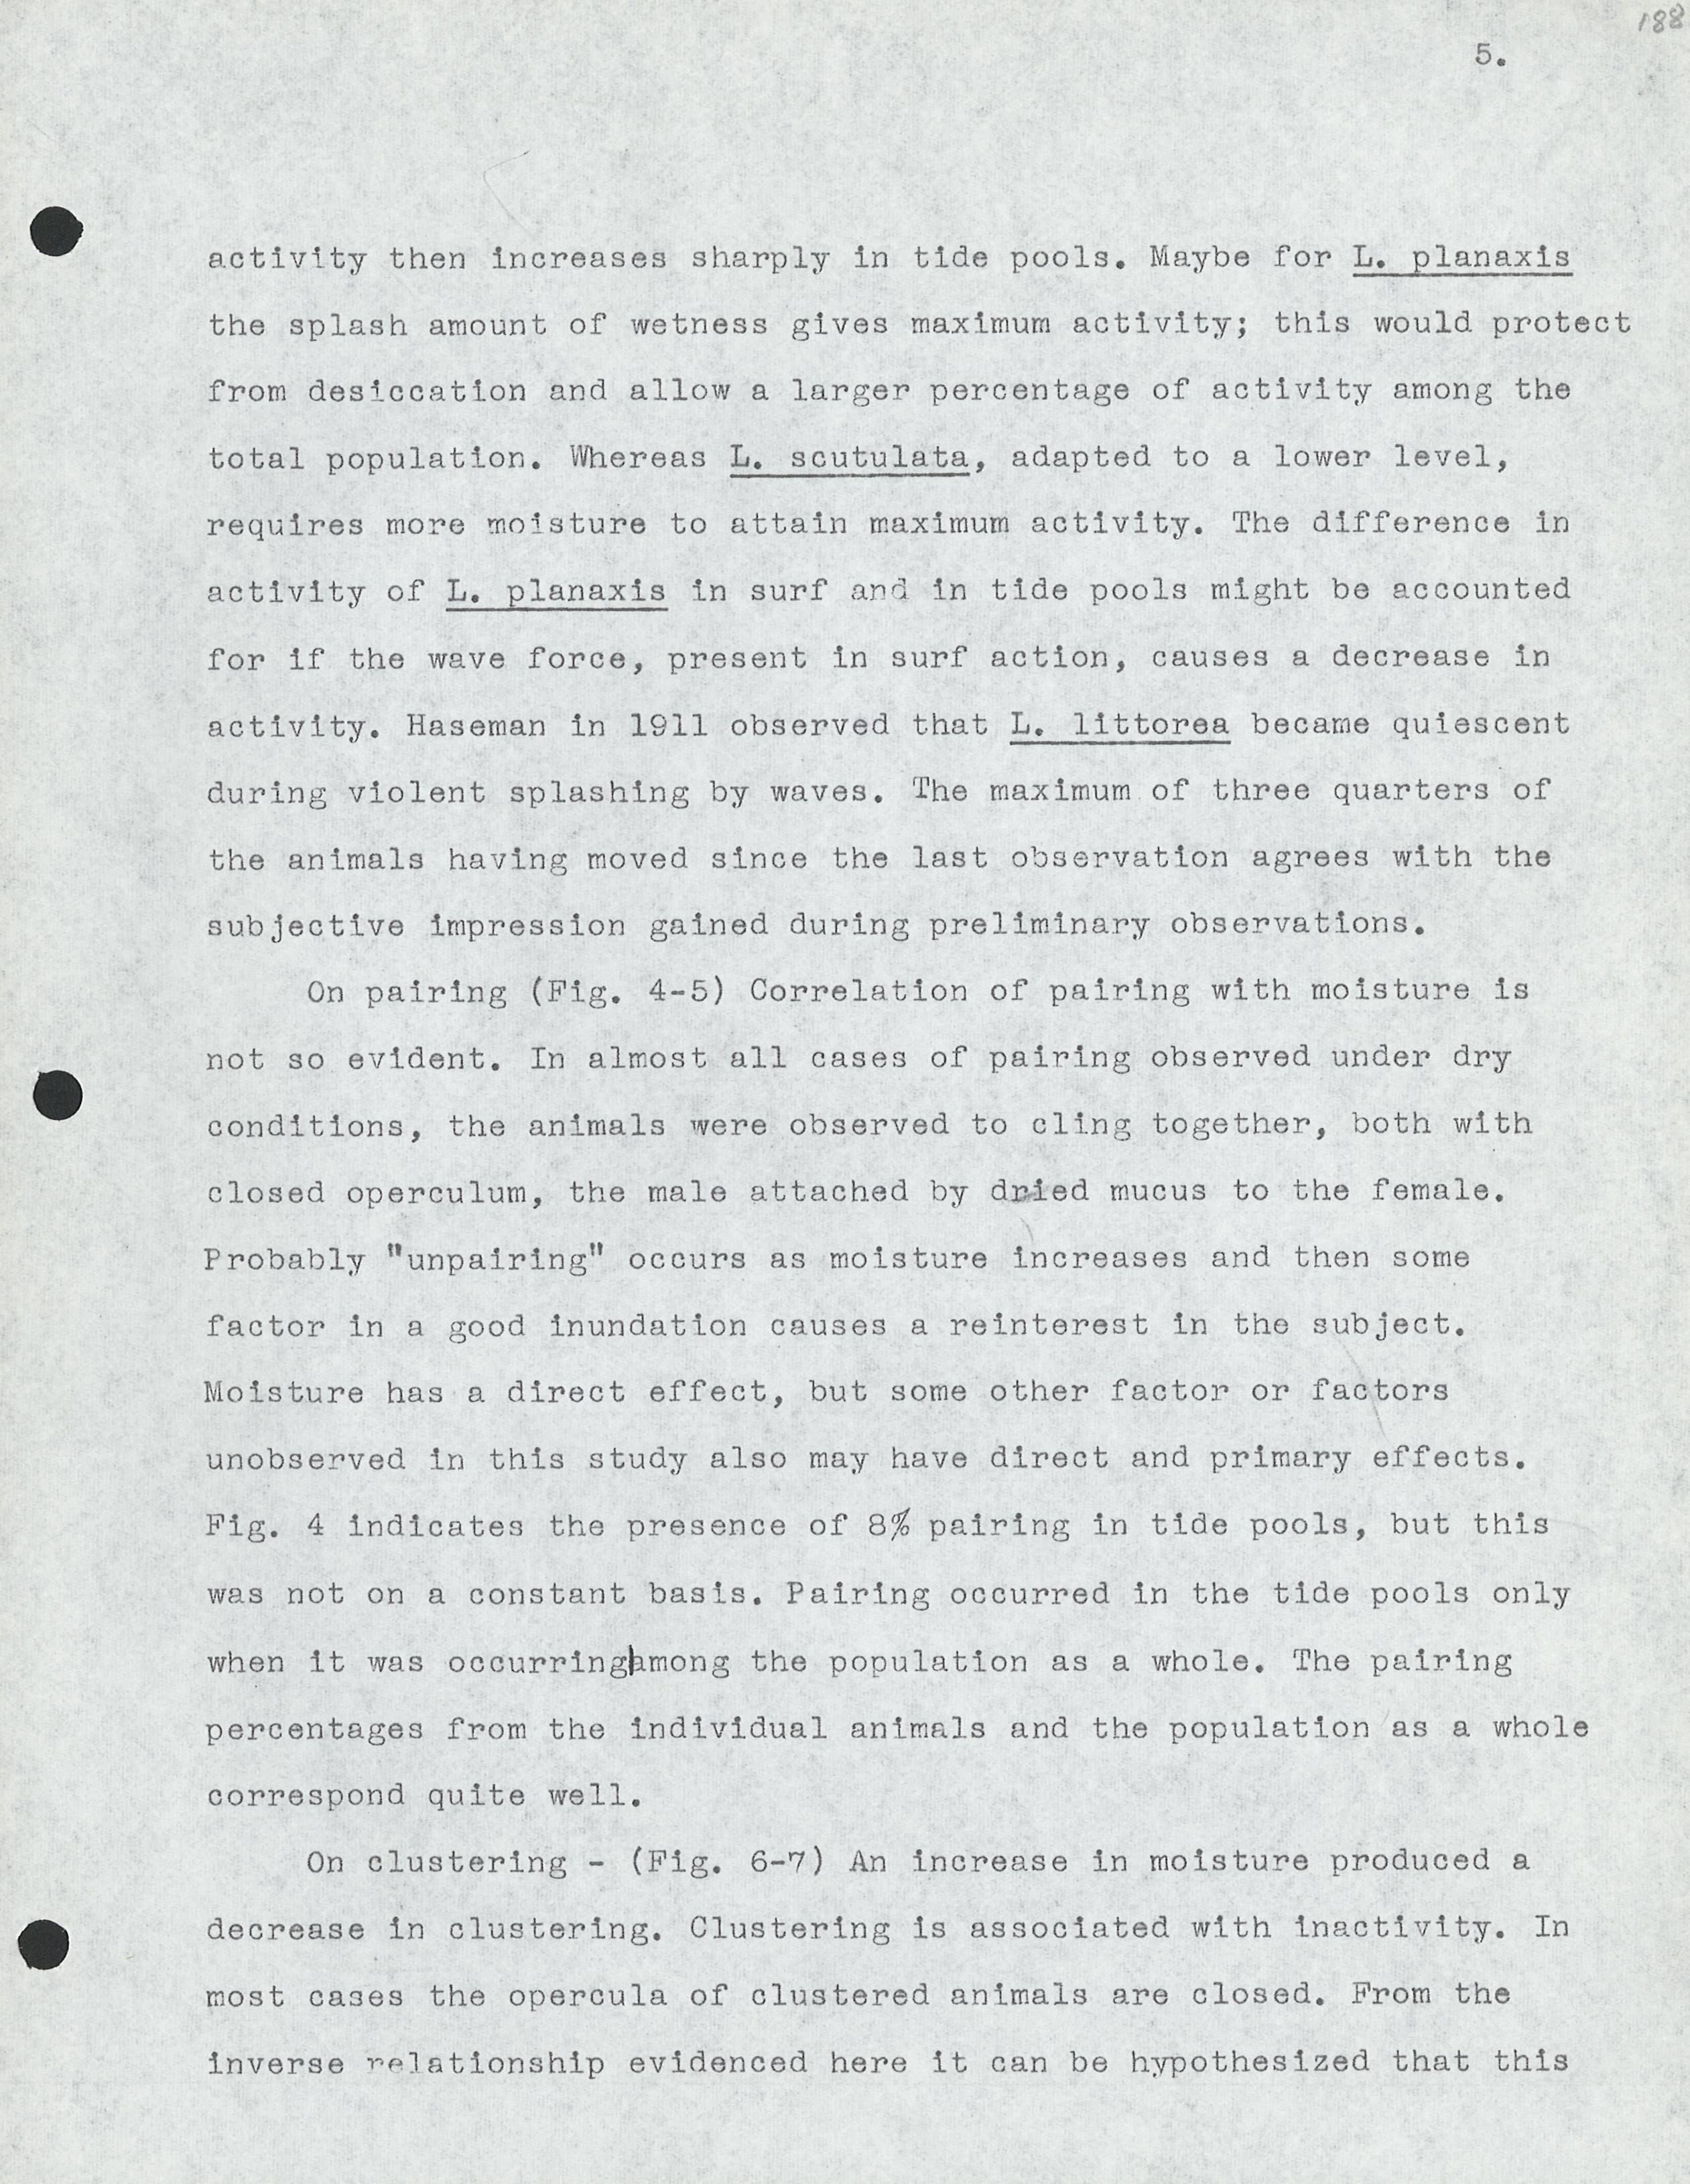 188
5.
activity then increases sharply in tide pools. Maybe for L. planaxis
the splash amount of wetness gives maximum activity; this would protect
from desiccation and allow a larger percentage of activity among the
total population. Whereas L. scutulata, adapted to a lower level,
requires more moisture to attain maximum activity. The difference in
activity of L. planaxis in surf and in tide pools might be accounted
for if the wave force, present in surf action, causes a decrease in
activity. Haseman in 1911 observed that L. littorea became quiescent
during violent splashing by waves. The maximum of three quarters of
the animals having moved since the last observation agrees with the
subjective impression gained during preliminary observations.
On pairing (Fig. 4-5) Correlation of pairing with moisture is
not so evident. In almost all cases of pairing observed under dry
conditions, the animals were observed to cling together, both with
closed operculum, the male attached by dried mucus to the female.
Probably "unpairing" occurs as moisture increases and then some
factor in a good inundation causes a reinterest in the subject.
Moisture has a direct effect, but some other factor or factors
unobserved in this study also may have direct and primary effects.
Fig. 4 indicates the presence of 8% pairing in tide pools, but this
was not on a constant basis. Pairing occurred in the tide pools only
when it was occurring|among the population as a whole. The pairing
percentages from the individual animals and the population as a whole
correspond quite well.
On clustering - (Fig. 6-7) An increase in moisture produced a
decrease in clustering. Clustering is associated with inactivity. In
most cases the opercula of clustered animals are closed. From the
inverse relationship evidenced here it can be hypothesized that this